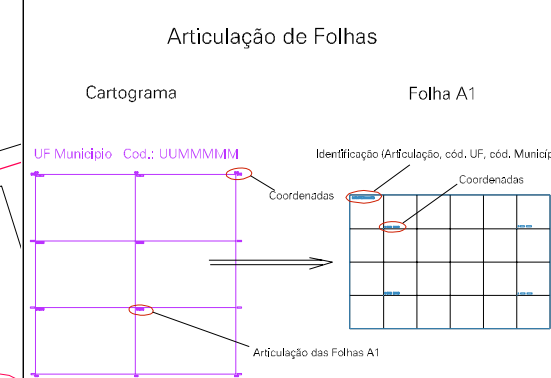 Articulação de Folhas
Cartograma
Folha A1
UF Municipio Cod.: UUMMMMM
Identificação (Articulação, cód. UF, cód. Municíp
Coordenadas
Coordenadas
Articulação das Folhas A1